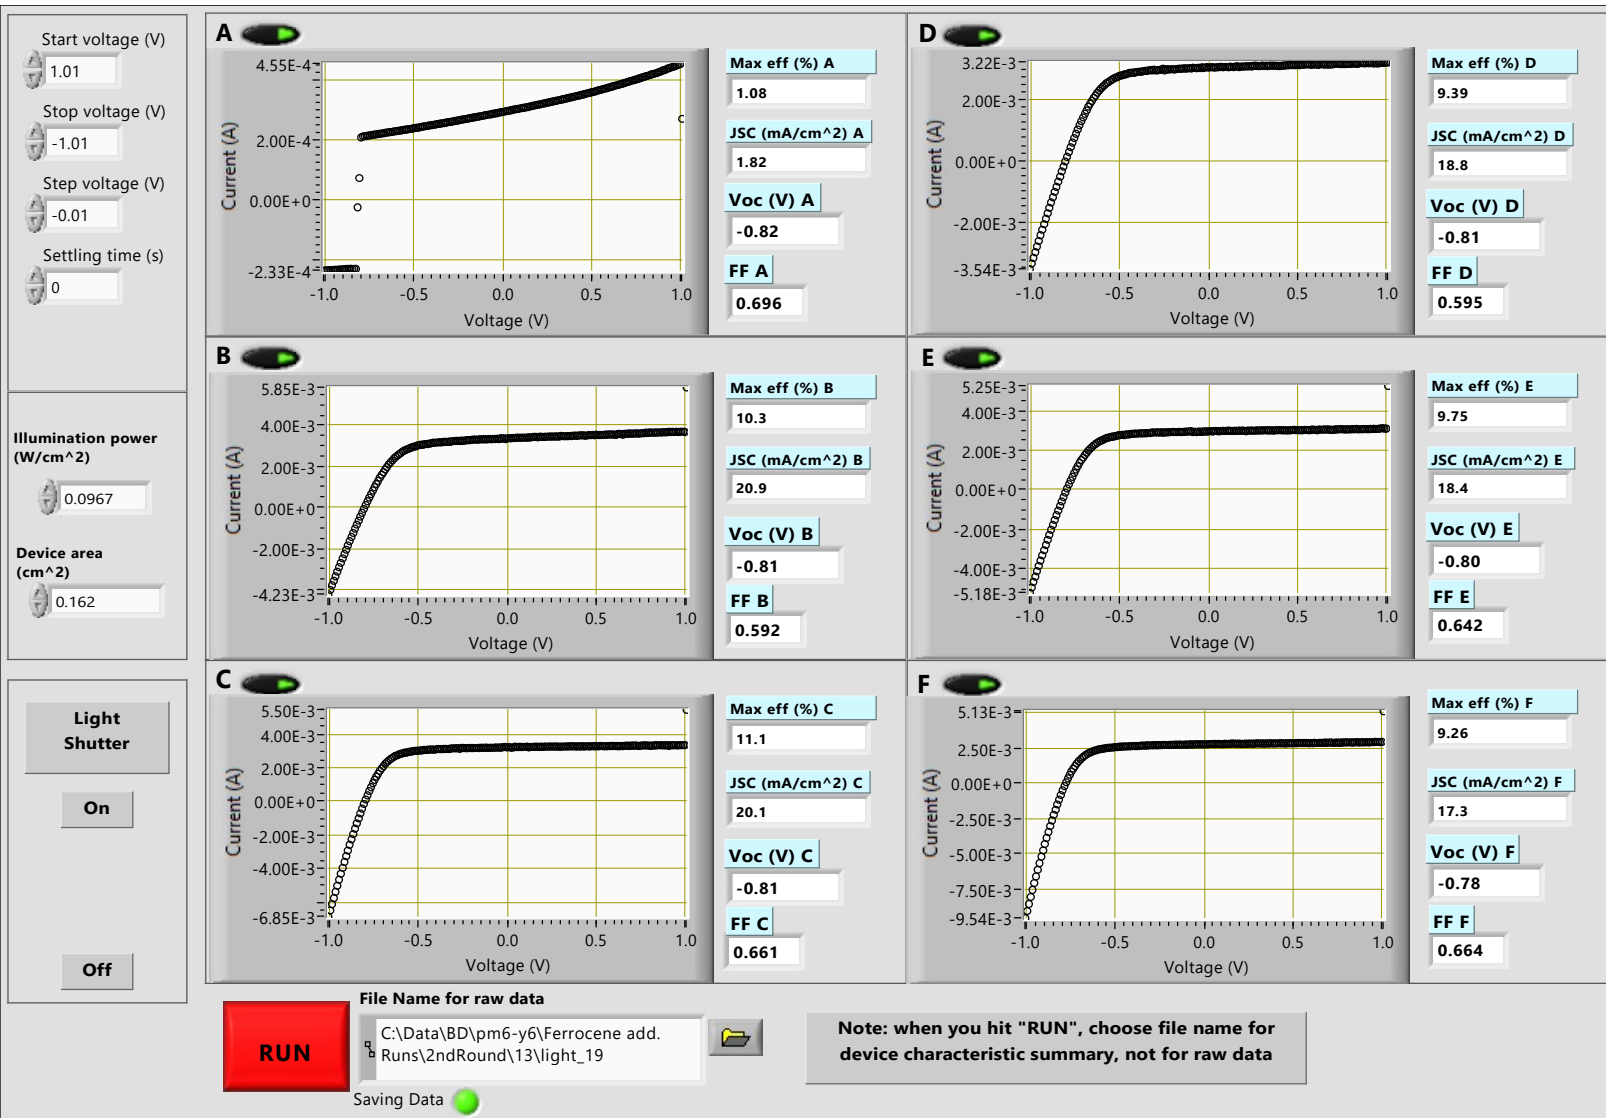 Start voltage (V)
1.01
Stop voltage (V)
-1.01
Step voltage (V)
-0.01
Settling time (s)
0
Illumination power
(W/cm^2)
0.0967
Device area
(cm^2)
0.162
Light
Shutter
On
Off
A
4.55E-4
2.00E-4
0.00E+0
-2.33E-4
Current (A)
-1.0 -0.5 0.0 0.5 1.0
Voltage (V)
Max eff (%) A
1.08
JSC (mA/cm^2) A
1.82
Voc (V) A
-0.82
FF A
0.696
B
5.85E-3
4.00E-3
2.00E-3
0.00E+0
-2.00E-3
-4.23E-3
Current (A)
-1.0 -0.5 0.0 0.5 1.0
Voltage (V)
Max eff (%) B
10.3
JSC (mA/cm^2) B
20.9
Voc (V) B
-0.81
FF B
0.592
C
5.50E-3
4.00E-3
2.00E-3
0.00E+0
-2.00E-3
-4.00E-3
-6.85E-3
Current (A)
-1.0 -0.5 0.0 0.5 1.0
Voltage (V)
Max eff (%) C
11.1
JSC (mA/cm^2) C
20.1
Voc (V) C
-0.81
FF C
0.661
D
3.22E-3
2.00E-3
0.00E+0
-2.00E-3
-3.54E-3
Current (A)
-1.0 -0.5 0.0 0.5 1.0
Voltage (V)
Max eff (%) D
9.39
JSC (mA/cm^2) D
18.8
Voc (V) D
-0.81
FF D
0.595
E
5.25E-3
4.00E-3
2.00E-3
0.00E+0
-2.00E-3
-4.00E-3
-5.18E-3
Current (A)
-1.0 -0.5 0.0 0.5 1.0
Voltage (V)
Max eff (%) E
9.75
JSC (mA/cm^2) E
18.4
Voc (V) E
-0.80
FF E
0.642
F
5.13E-3
2.50E-3
0.00E+0
-2.50E-3
-5.00E-3
-7.50E-3
-9.54E-3
Current (A)
-1.0 -0.5 0.0 0.5 1.0
Voltage (V)
Max eff (%) F
9.26
JSC (mA/cm^2) F
17.3
Voc (V) F
-0.78
FF F
0.664
RUN
File Name for raw data
C:\Data\BD\pm6-y6\Ferrocene add.
Runs\2ndRound\13\light_19
Saving Data
Note: when you hit "RUN", choose file name for
device characteristic summary, not for raw data